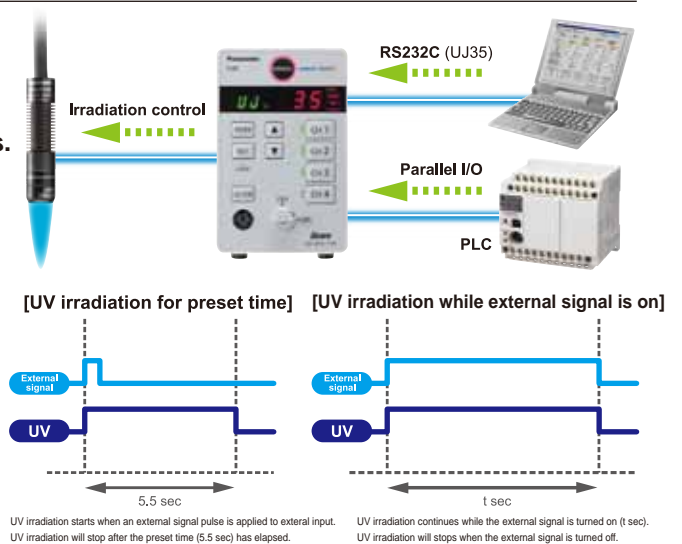 RS232C (UJ35)
Irradiation control
s.
Panasonic
UJ 35
CH 1
CH 2
CH 3
CH 4
Parallel I/O
PLC
[UV irradiation for preset time]
[UV irradiation while external signal is on]
External
signal
UV
5.5 sec
External
signal
UV
t sec
UV irradiation starts when an external signal pulse is applied to exteral input.
UV irradiation will stop after the preset time (5.5 sec) has elapsed.
UV irradiation continues while the external signal is turned on (t sec).
UV irradiation will stops when the external signal is turned off.